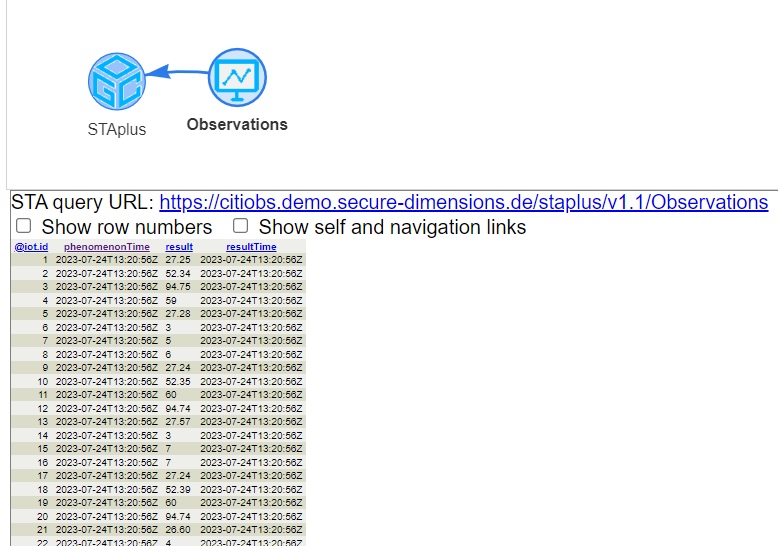 OGC
STAplus
Observations
STA query URL: https://citiobs.demo.secure-dimensions.de/staplus/v1.1/Observations
Show row numbers Show self and navigation links
@iot.id phenomenonTime result resultTime
1 2023-07-24T13:20:56Z 27.25 2023-07-24T13:20:56Z
2 2023-07-24T13:20:56Z 52.34 2023-07-24T13:20:56Z
3 2023-07-24T13:20:56Z 94.75 2023-07-24T13:20:56Z
4 2023-07-24T13:20:56Z 59 2023-07-24T13:20:56Z
5 2023-07-24T13:20:56Z 27.28 2023-07-24T13:20:56Z
6 2023-07-24T13:20:56Z 3 2023-07-24T13:20:56Z
7 2023-07-24T13:20:56Z 5 2023-07-24T13:20:56Z
8 2023-07-24T13:20:56Z 6 2023-07-24T13:20:56Z
9 2023-07-24T13:20:56Z 27.24 2023-07-24T13:20:56Z
10 2023-07-24T13:20:56Z 52.35 2023-07-24T13:20:56Z
11 2023-07-24T13:20:56Z 60 2023-07-24T13:20:56Z
12 2023-07-24T13:20:56Z 94.74 2023-07-24T13:20:56Z
13 2023-07-24T13:20:56Z 27.57 2023-07-24T13:20:56Z
14 2023-07-24T13:20:56Z 3 2023-07-24T13:20:56Z
15 2023-07-24T13:20:56Z 7 2023-07-24T13:20:56Z
16 2023-07-24T13:20:56Z 7 2023-07-24T13:20:56Z
17 2023-07-24T13:20:56Z 27.24 2023-07-24T13:20:56Z
18 2023-07-24T13:20:56Z 52.39 2023-07-24T13:20:56Z
19 2023-07-24T13:20:56Z 60 2023-07-24T13:20:56Z
20 2023-07-24T13:20:56Z 94.74 2023-07-24T13:20:56Z
21 2023-07-24T13:20:56Z 26.60 2023-07-24T13:20:56Z
22 2023-07-24T13:20:56Z 4 2023-07-24T13:20:56Z